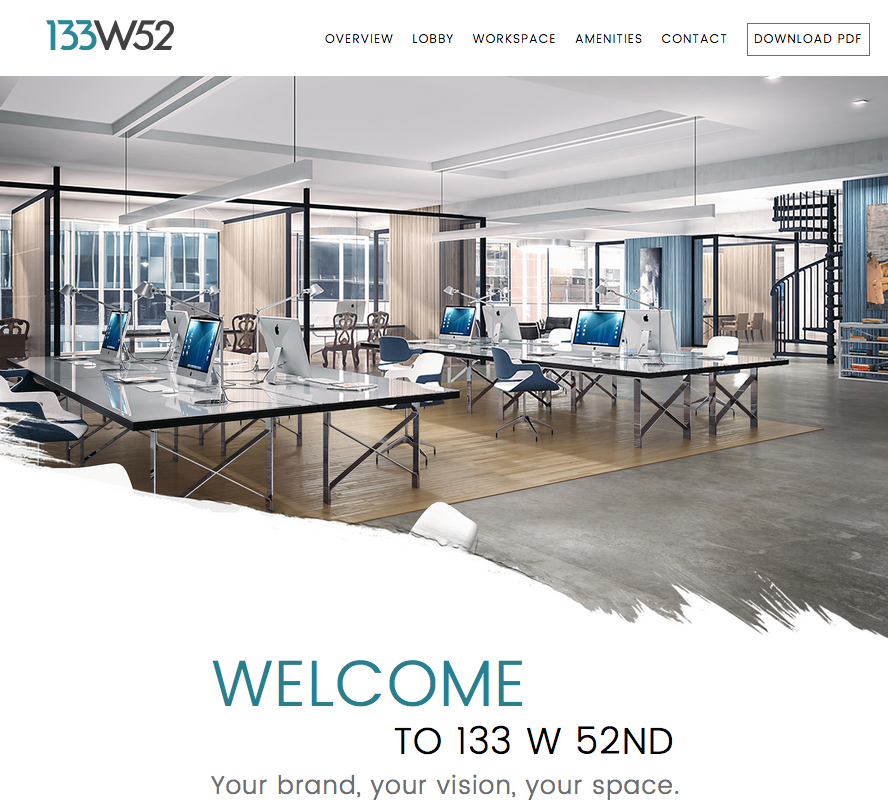 133W52
OVERVIEW LOBBY WORKSPACE AMENITIES CONTACT DOWNLOAD PDF
WELCOME
TO 133 W 52ND
Your brand, your vision, your space.